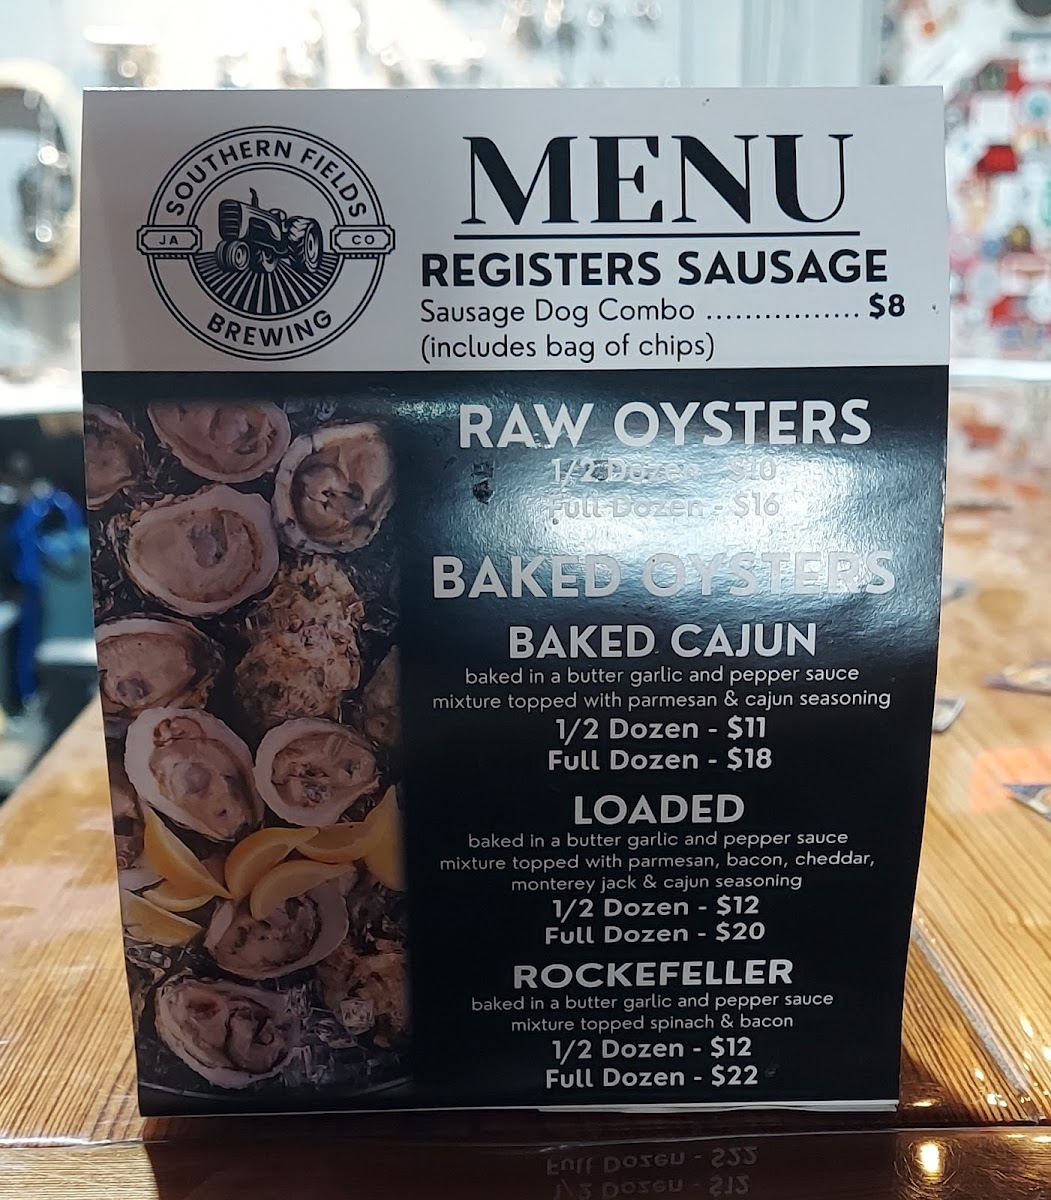 SOUTHERN FIELDS
JA CO
BREWING
MENU
REGISTERS SAUSAGE
Sausage Dog Combo ................ $8
(includes bag of chips)
RAW OYSTERS
1/2 Dozen - $10
Full Dozen - $16
BAKED OYSTERS
BAKED CAJUN
baked in a butter garlic and pepper sauce
mixture topped with parmesan & cajun seasoning
1/2 Dozen - $11
Full Dozen - $18
LOADED
baked in a butter garlic and pepper sauce
mixture topped with parmesan, bacon, cheddar,
monterey jack & cajun seasoning
1/2 Dozen - $12
Full Dozen - $20
ROCKEFELLER
baked in a butter garlic and pepper sauce
mixture topped spinach & bacon
1/2 Dozen - $12
Full Dozen - $22